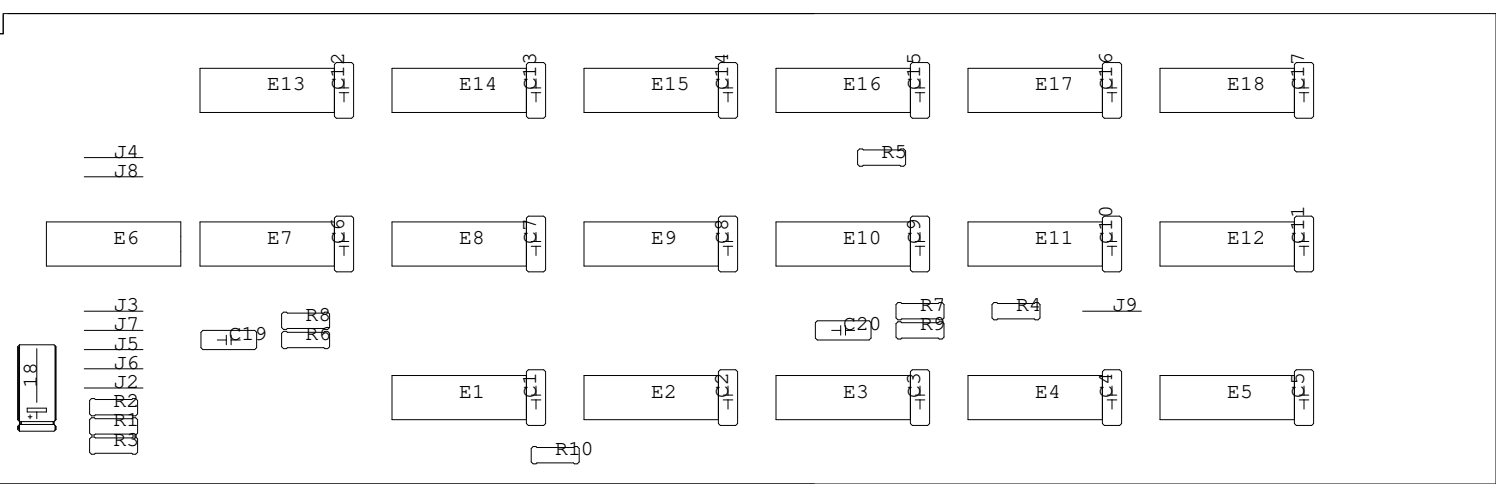 C12 C13 C14 C15 C16 C17
E13 E14 E15 E16 E17 E18
J4 R5
J8
E6 E7 C6 E8 C7 E9 C8 E10 C9 E11 C10 E12 C11
J3 R7 R4 J9
R8
J7 C20 R9
C19 R6
J5
J6
18
J2
E1 C1 E2 C2 E3 C3 E4 C4 E5 C5
R2
R1
R3
R10